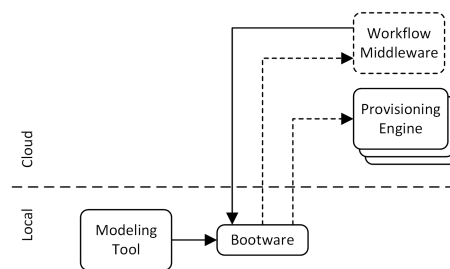 Workflow
Middleware
Provisioning
Engine
Cloud
Local
Modeling
Tool
Bootware